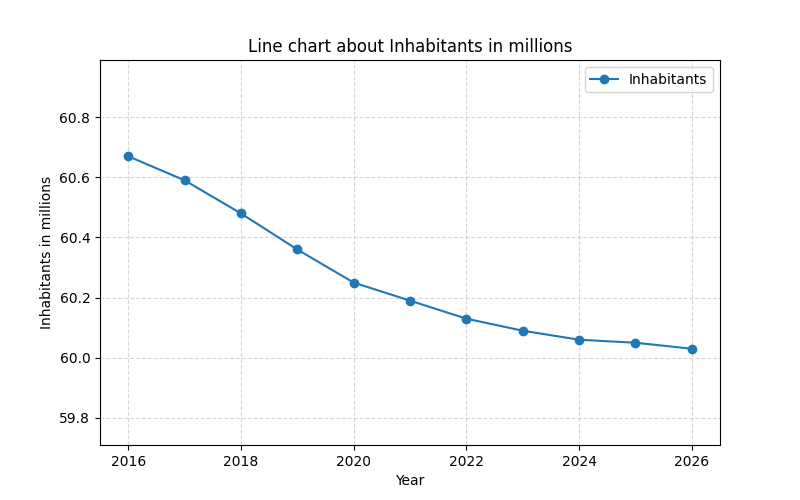 Line chart about Inhabitants in millions
Inhabitants
Inhabitants in millions
60.8
60.6
60.4
60.2
60.0
59.8
2016 2018 2020 2022 2024 2026
Year